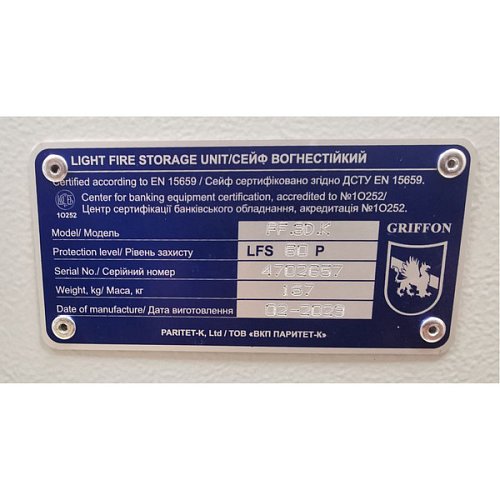 LIGHT FIRE STORAGE UNIT/СЕЙФ ВОГНЕСТІЙКИЙ
Certified according to EN 15659 / Сейф сертифіковано згідно ДСТУ EN 15659.
Center for banking equipment certification, accredited to №1О252/
Центр сертифікації банківського обладнання, акредитація №1О252.
1О252
Model/ Модель
GRIFFON
Protection level/ Рівень захисту LFS 60 P
Serial No./ Серійний номер 4702657
Weight, kg/ Маса, кг 167
Date of manufacture/ Дата виготовлення
PARITET-K, Ltd / ТОВ «ВКП ПАРИТЕТ-К»